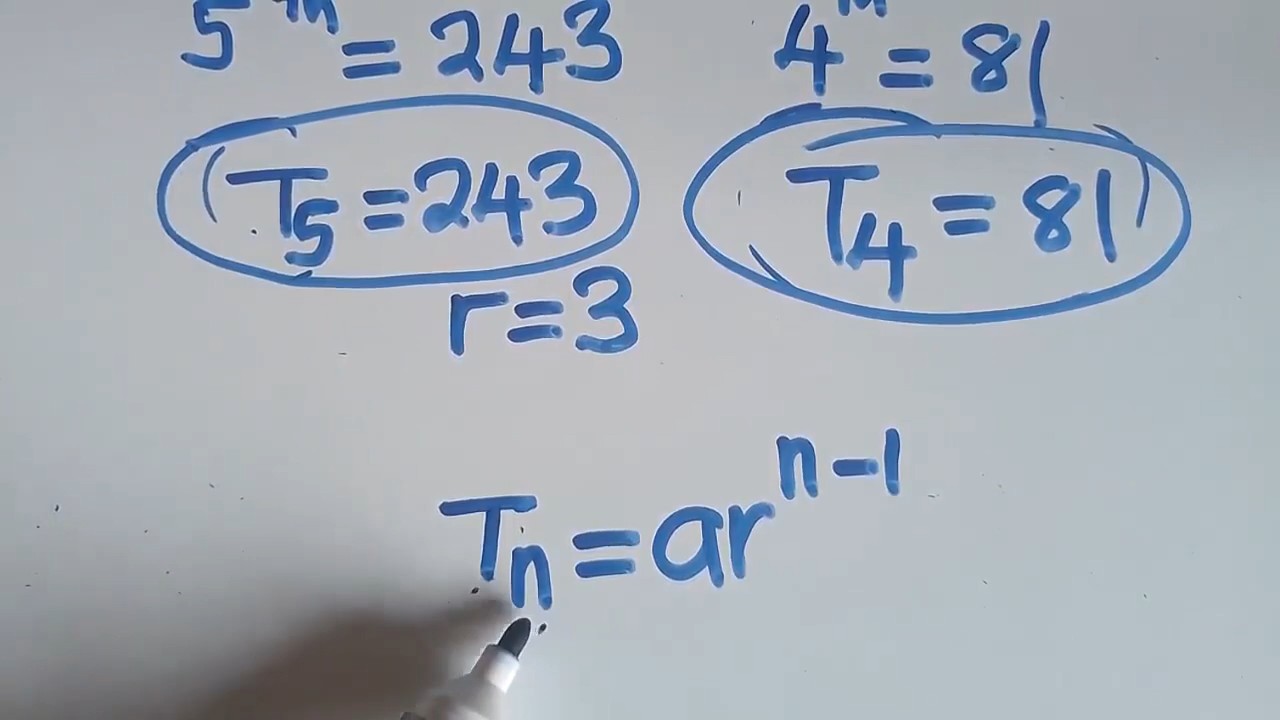 5th = 243 4th = 81
T5 = 243 T4 = 81
r = 3
Tn = ar^n-1